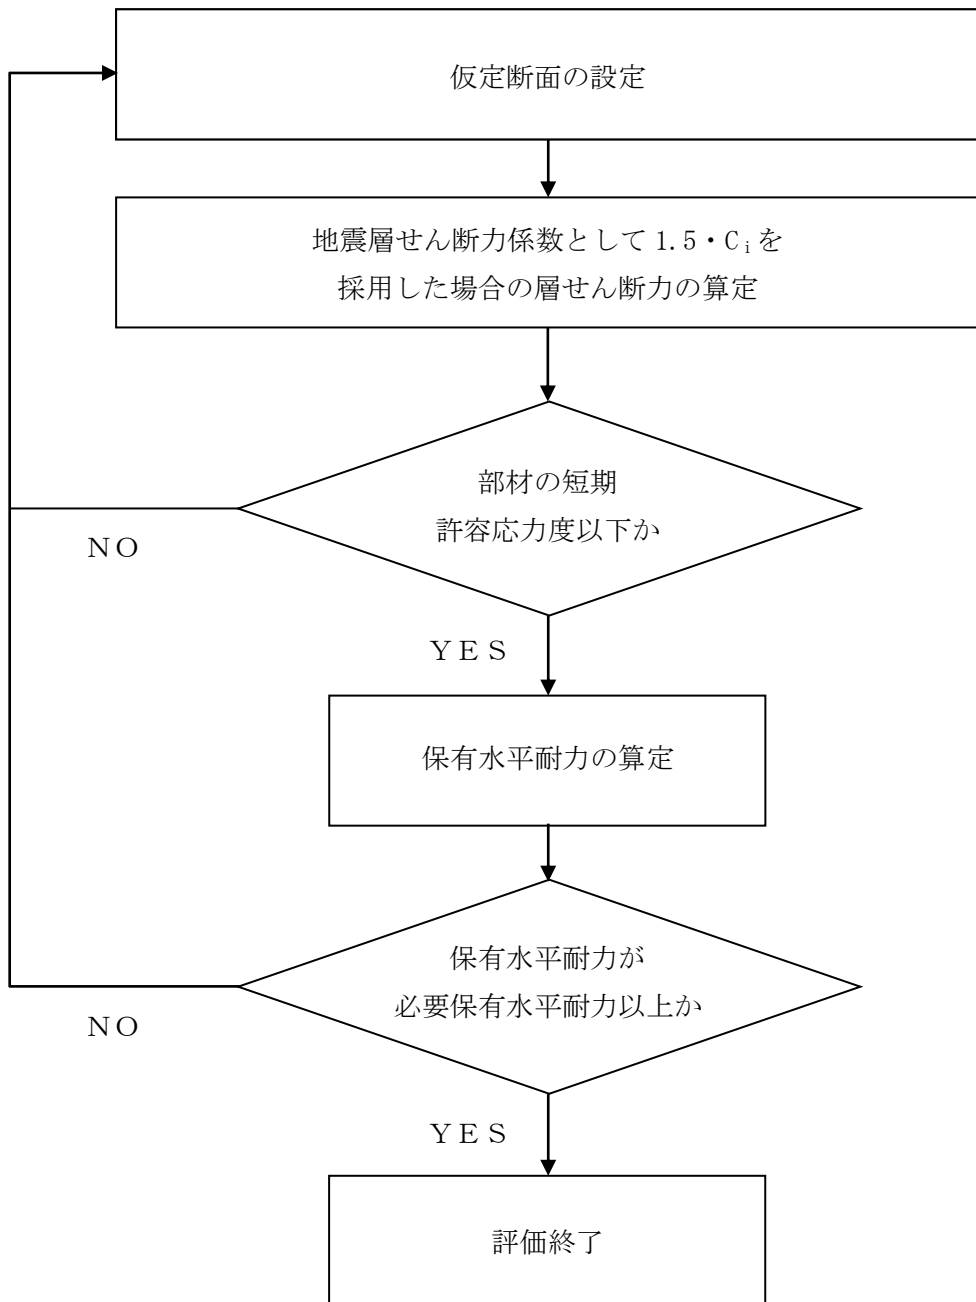 仮定断面の設定
地震層せん断力係数として1.5・Ciを
採用した場合の層せん断力の算定
部材の短期
許容応力度以下か
NO
YES
保有水平耐力の算定
保有水平耐力が
必要保有水平耐力以上か
NO
YES
評価終了